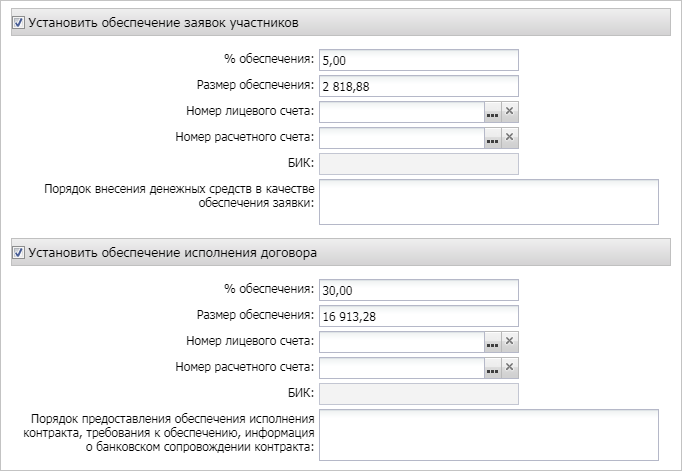 Установить обеспечение заявок участников
% обеспечения: 5,00
Размер обеспечения: 2 818,88
Номер лицевого счета: ...
Номер расчетного счета: ...
БИК:
Порядок внесения денежных средств в качестве
обеспечения заявки:
Установить обеспечение исполнения договора
% обеспечения: 30,00
Размер обеспечения: 16 913,28
Номер лицевого счета: ...
Номер расчетного счета: ...
БИК:
Порядок предоставления обеспечения исполнения
контракта, требования к обеспечению, информация
о банковском сопровождении контракта: